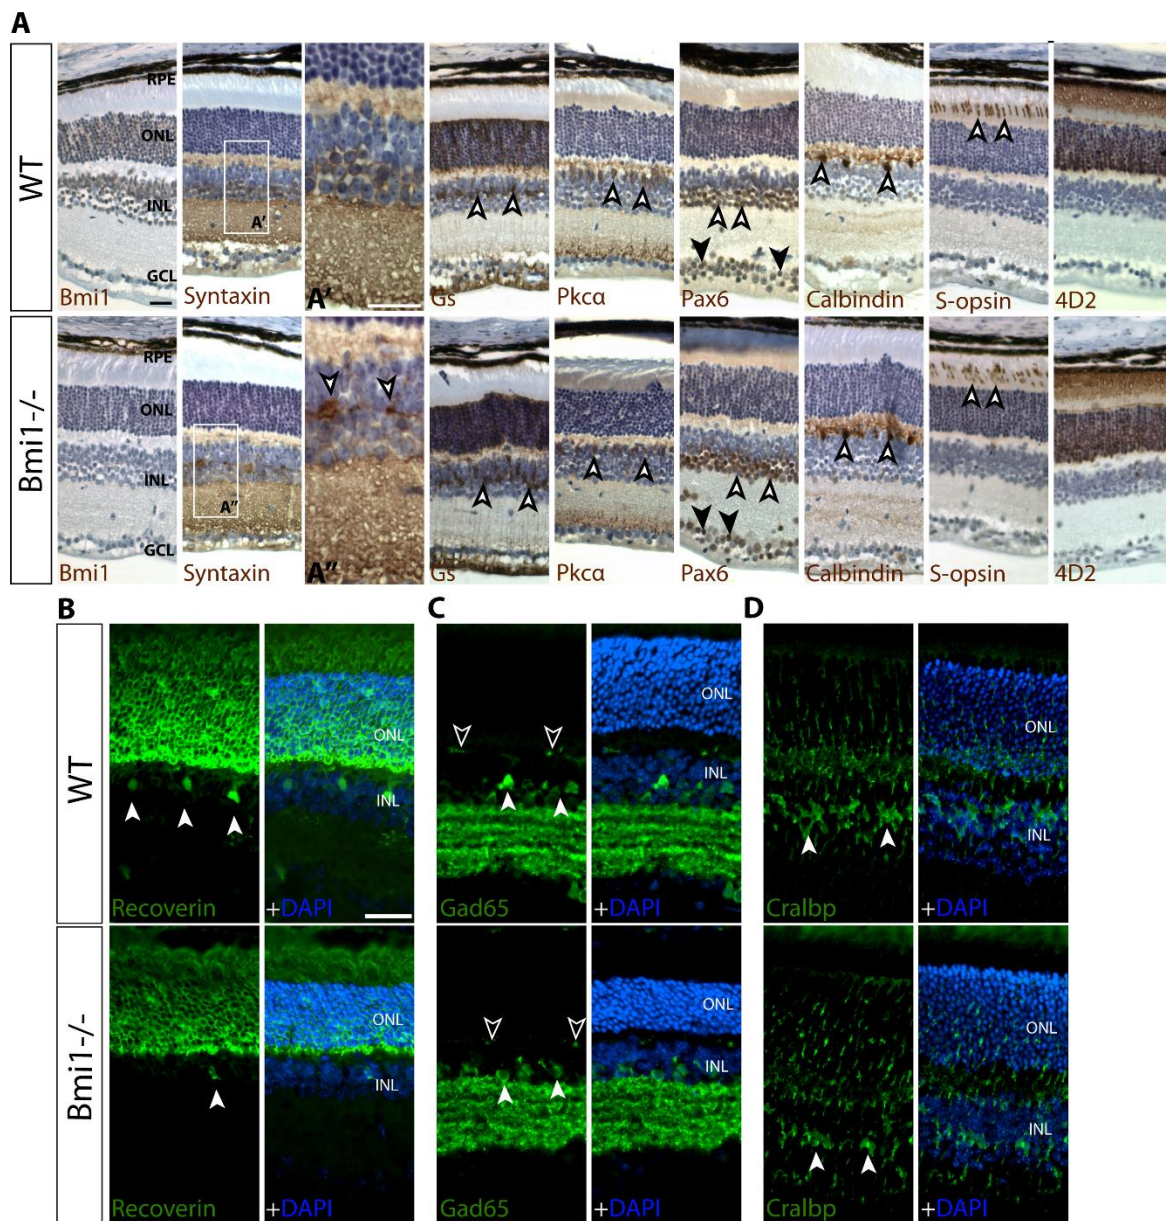 A
WT
RPE
ONL
INL
GCL
A'
Bmi1
Syntaxin
A'
Gs
Pkcα
Pax6
Calbindin
S-opsin
4D2
Bmi1-/-
RPE
ONL
INL
GCL
A"
Bmi1
Syntaxin
A"
Gs
Pkcα
Pax6
Calbindin
S-opsin
4D2
B
C
D
WT
ONL
INL
ONL
INL
ONL
INL
Recoverin
+DAPI
Gad65
+DAPI
Cralbp
+DAPI
Bmi1-/-
ONL
INL
ONL
INL
ONL
INL
Recoverin
+DAPI
Gad65
+DAPI
Cralbp
+DAPI